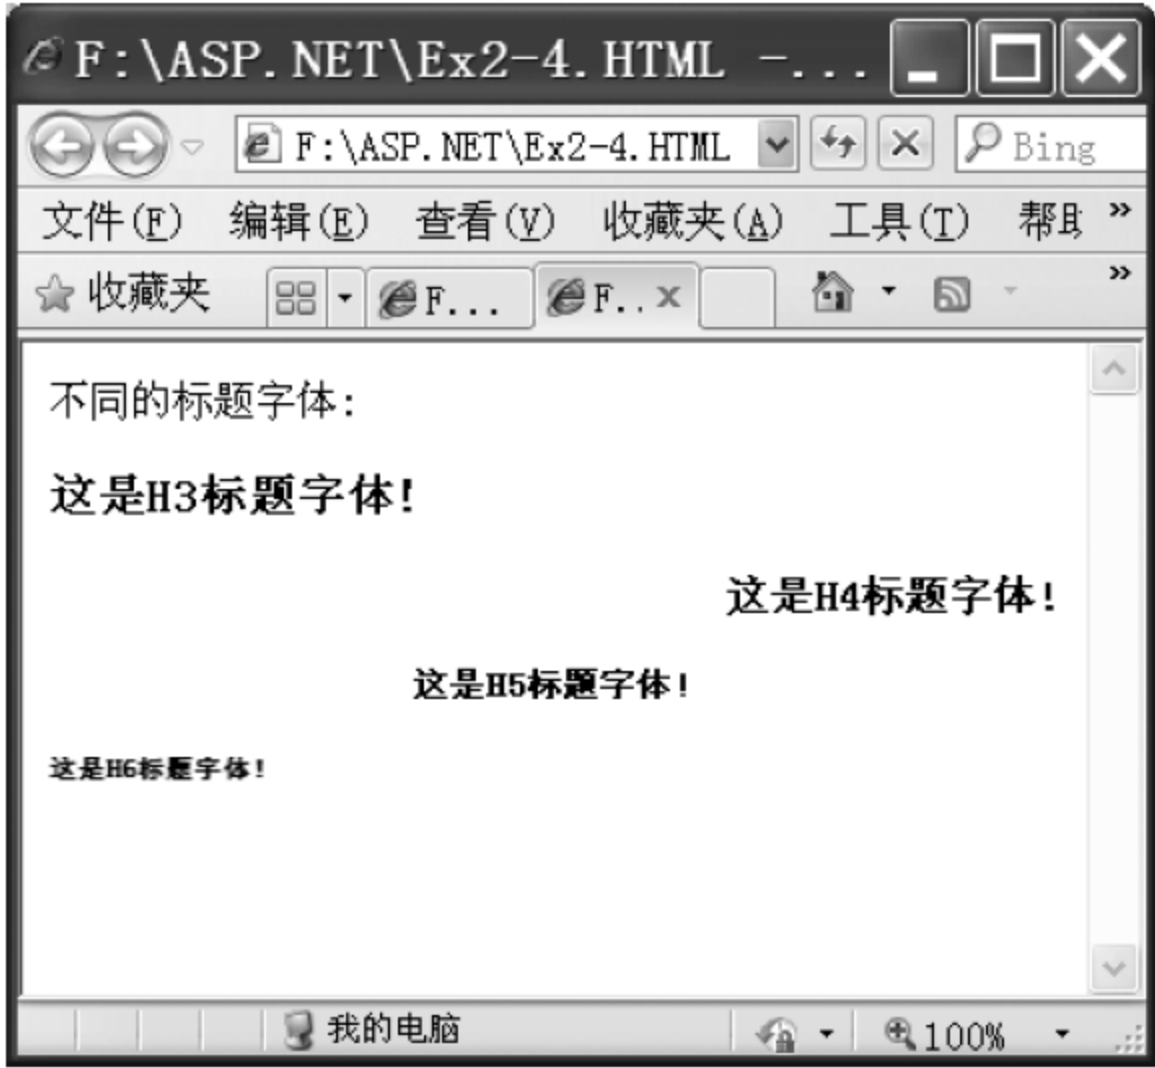 F:\ASP.NET\Ex2-4.HTML -...
F:\ASP.NET\Ex2-4.HTML Bing
文件(F) 编辑(E) 查看(V) 收藏夹(A) 工具(T) 帮 »
收藏夹 F... F.. »
不同的标题字体:
这是H3标题字体!
这是H4标题字体!
这是H5标题字体!
这是H6标题字体!
我的电脑 100%